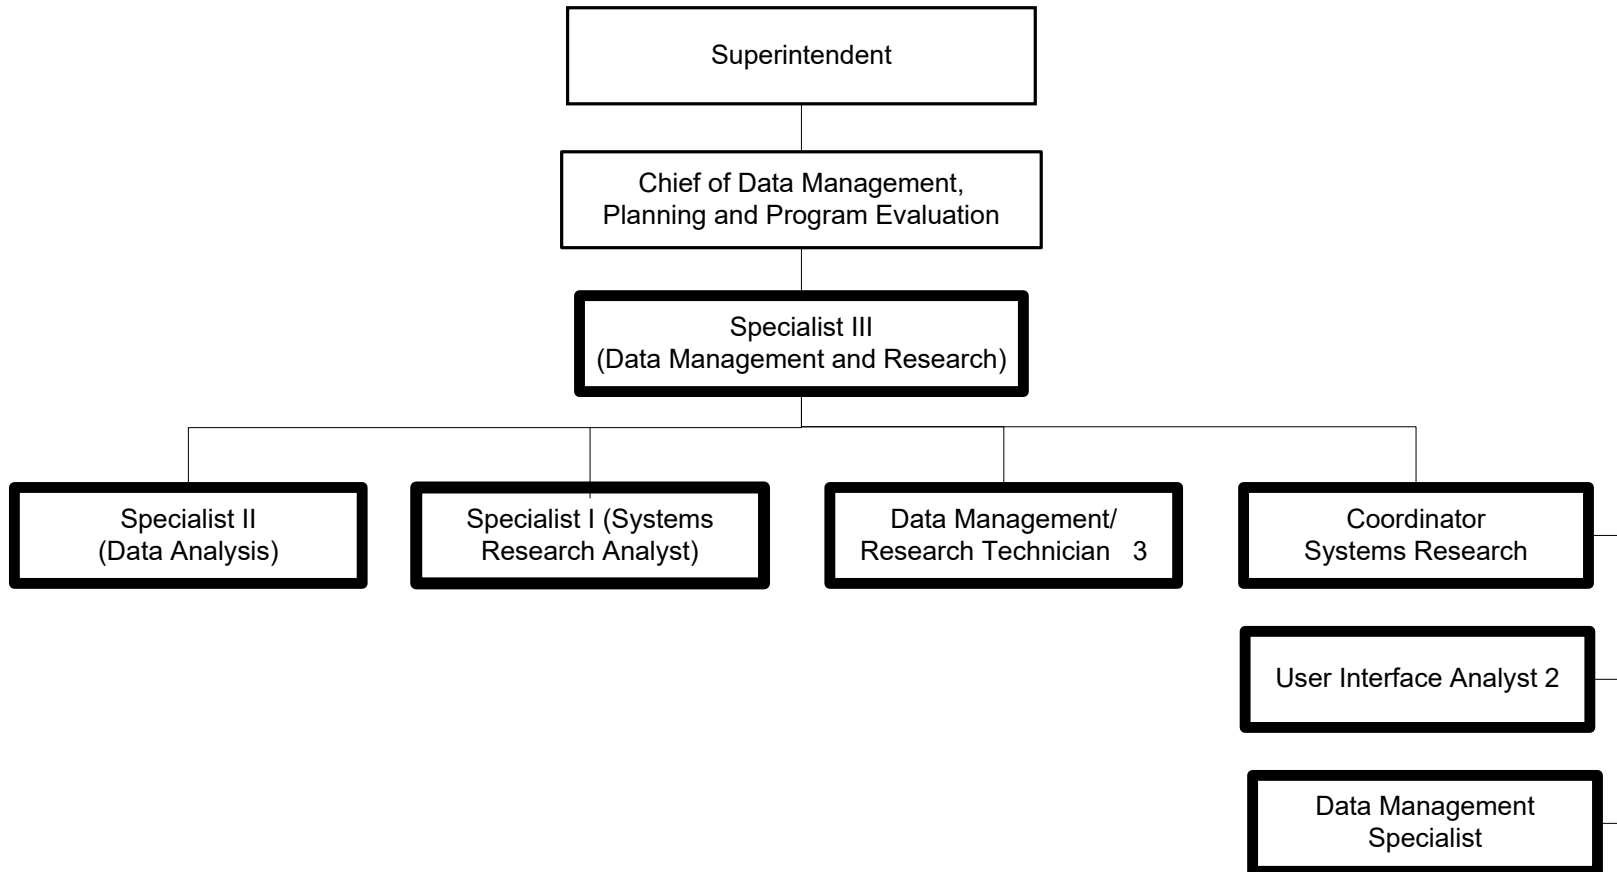 Superintendent
Chief of Data Management,
Planning and Program Evaluation
Specialist III
(Data Management and Research)
Specialist II
(Data Analysis)
Specialist I (Systems
Research Analyst)
Data Management/
Research Technician 3
Coordinator
Systems Research
User Interface Analyst 2
Data Management
Specialist